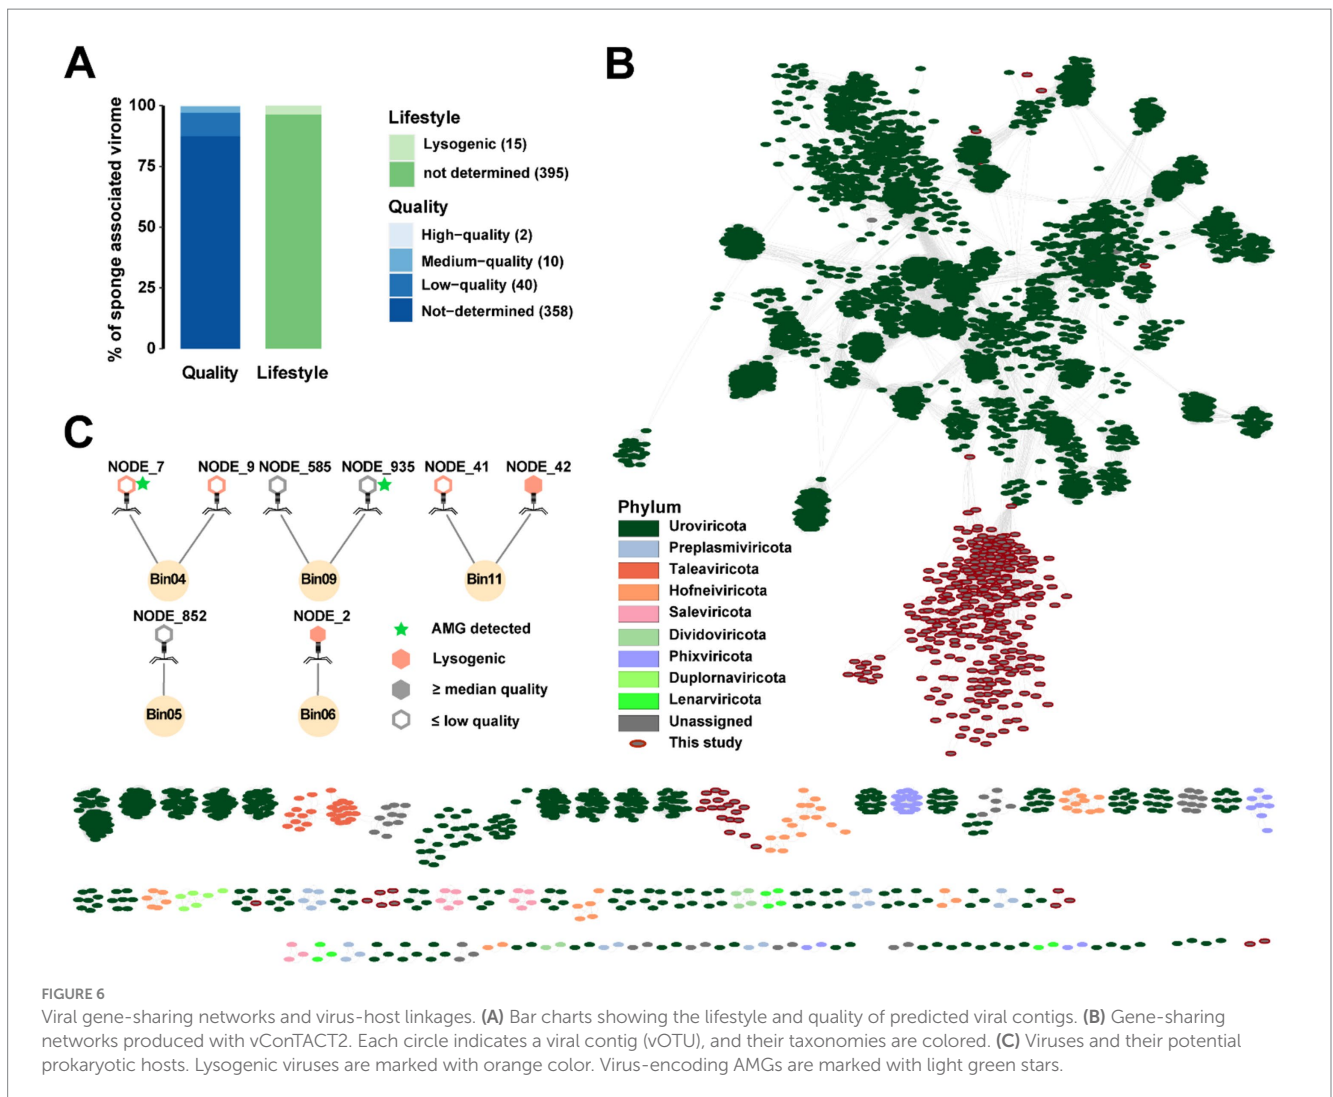 A
% of sponge associated virome
100
75
50
25
0
Quality
Lifestyle
Lifestyle
Lysogenic (15)
not determined (395)
Quality
High-quality (2)
Medium-quality (10)
Low-quality (40)
Not-determined (358)
B
Phylum
Uroviricota
Preplasmiviricota
Taleaviricota
Hofneiviricota
Saleviricota
Dividoviricota
Phixviricota
Duplornaviricota
Lenarviricota
Unassigned
This study
C
NODE_7
NODE_9
NODE_585
NODE_935
NODE_41
NODE_42
Bin04
Bin09
Bin11
NODE_852
NODE_2
Bin05
Bin06
AMG detected
Lysogenic
≥ median quality
≤ low quality
FIGURE 6
Viral gene-sharing networks and virus-host linkages. (A) Bar charts showing the lifestyle and quality of predicted viral contigs. (B) Gene-sharing
networks produced with vConTACT2. Each circle indicates a viral contig (vOTU), and their taxonomies are colored. (C) Viruses and their potential
prokaryotic hosts. Lysogenic viruses are marked with orange color. Virus-encoding AMGs are marked with light green stars.